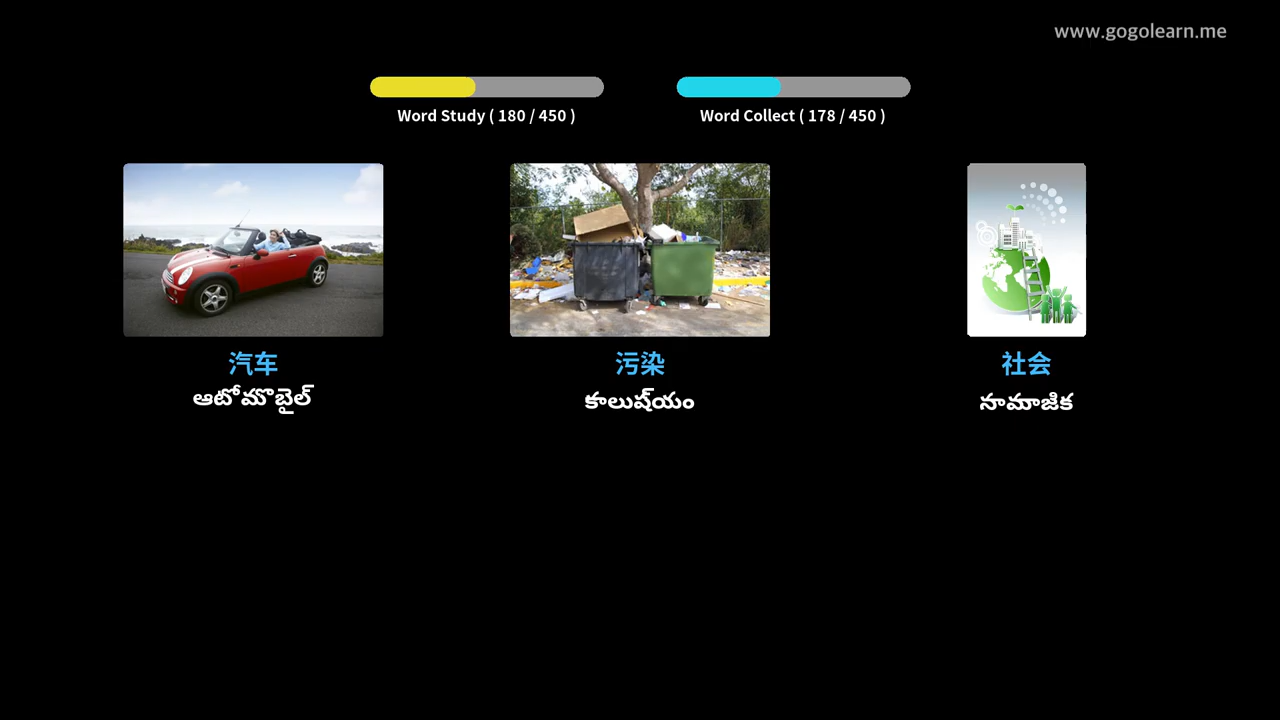 www.gogolearn.me
Word Study ( 180 / 450 )
Word Collect ( 178 / 450 )
汽车
污染
社会
ఆటోమొబైల్
కాలుష్యం
సామాజిక